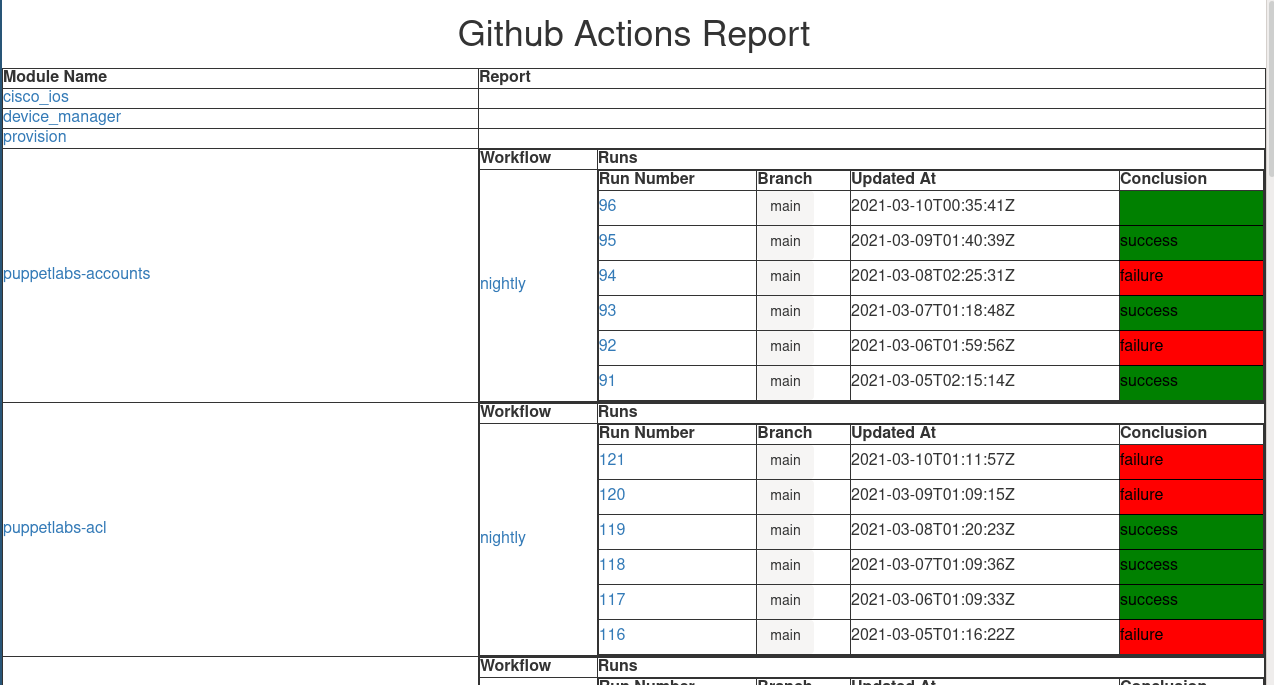 Github Actions Report
Module Name Report
cisco_ios
device_manager
provision
puppetlabs-accounts
Workflow Runs
nightly
Run Number Branch Updated At Conclusion
96 main 2021-03-10T00:35:41Z
95 main 2021-03-09T01:40:39Z success
94 main 2021-03-08T02:25:31Z failure
93 main 2021-03-07T01:18:48Z success
92 main 2021-03-06T01:59:56Z failure
91 main 2021-03-05T02:15:14Z success
puppetlabs-acl
Workflow Runs
nightly
Run Number Branch Updated At Conclusion
121 main 2021-03-10T01:11:57Z failure
120 main 2021-03-09T01:09:15Z failure
119 main 2021-03-08T01:20:23Z success
118 main 2021-03-07T01:09:36Z success
117 main 2021-03-06T01:09:33Z success
116 main 2021-03-05T01:16:22Z failure
Workflow Runs
Run Number Branch Updated At Conclusion